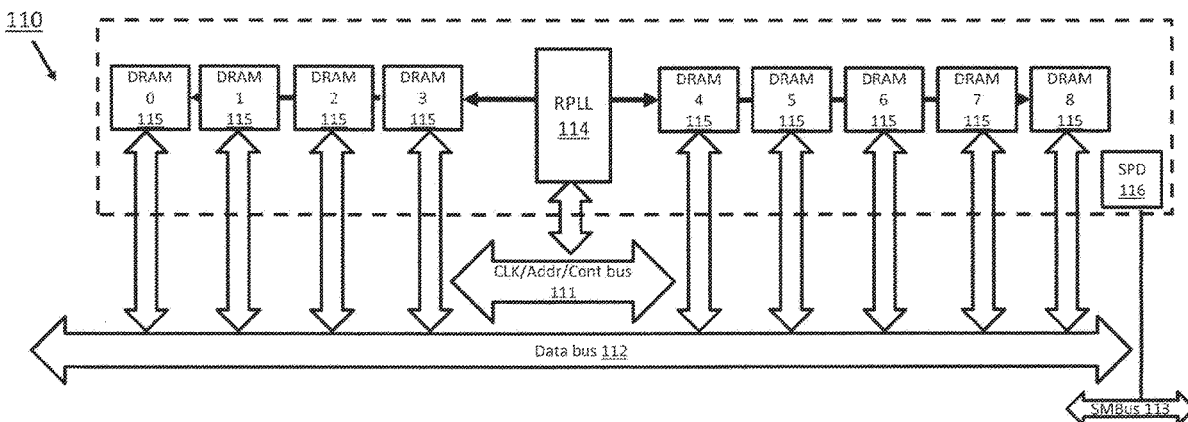 110
DRAM
0
115
DRAM
1
115
DRAM
2
115
DRAM
3
115
RPLL
114
DRAM
4
115
DRAM
5
115
DRAM
6
115
DRAM
7
115
DRAM
8
115
SPD
116
CLK/Addr/Cont bus
111
Data bus 112
SMBus 113